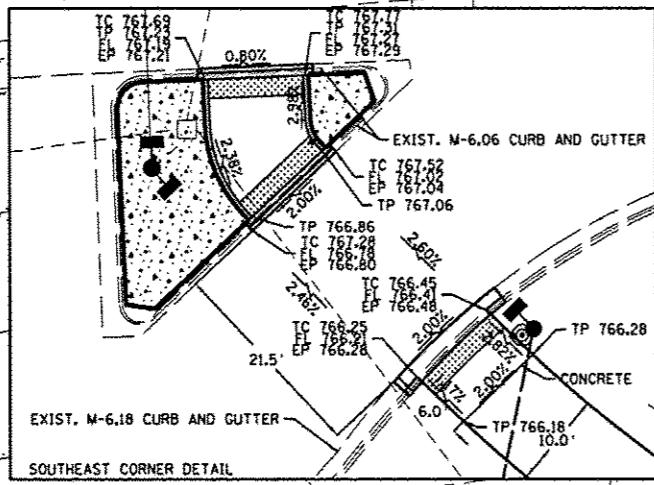 TC 767.69
TP 767.23
FL 767.19
EP 767.21
0.80%
TC 767.77
TP 767.27
EP 767.29
2.98%
EXIST. M-6.06 CURB AND GUTTER
2.38%
TC 767.52
FL 767.02
EP 767.04
2.00%
TP 767.06
TP 766.86
TC 767.28
FL 766.78
EP 766.80
2.60%
2.46%
TC 766.45
FL 766.41
EP 766.48
2.00%
TC 766.25
FL 766.21
EP 766.28
TP 766.28
21.5'
2.00%
CONCRETE
6.0'
EXIST. M-6.18 CURB AND GUTTER
TP 766.18
10.0'
SOUTHEAST CORNER DETAIL